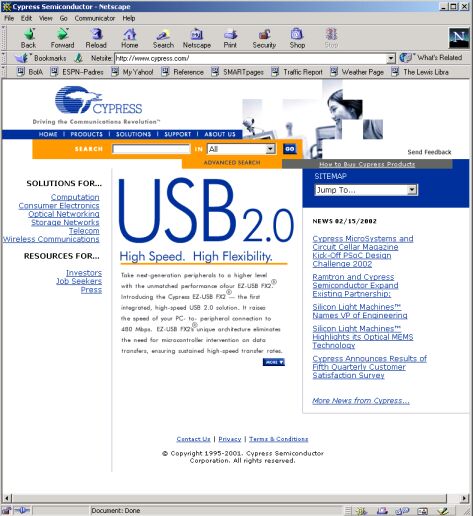 Cypress Semiconductor - Netscape
File Edit View Go Communicator Help
Back Forward Reload Home Search Netscape Print Security Shop Stop
Bookmarks Netsite: http://www.cypress.com/ What's Related
BofA ESPN-Padres My Yahoo! Reference SMARTpages Traffic Report Weather Page The Lewis Libra
CYPRESS
Driving the Communications Revolution™
HOME | PRODUCTS | SOLUTIONS | SUPPORT | ABOUT US
SEARCH IN All GO
Send Feedback
ADVANCED SEARCH
How to Buy Cypress Products
SITEMAP
Jump To...
SOLUTIONS FOR...
Computation
Consumer Electronics
Optical Networking
Storage Networks
Telecom
Wireless Communications
RESOURCES FOR...
Investors
Job Seekers
Press
USB 2.0
High Speed. High Flexibility.
Take next-generation peripherals to a higher level
with the unmatched performance of our EZ-USB FX2.®
Introducing the Cypress EZ-USB FX2® — the first
integrated, high-speed USB 2.0 solution. It raises
the speed of your PC- to- peripheral connection to
480 Mbps. EZ-USB FX2's® unique architecture eliminates
the need for microcontroller intervention on data
transfers, ensuring sustained high-speed transfer rates.
MORE
NEWS 02/15/2002
Cypress MicroSystems and
Circuit Cellar Magazine
Kick-Off PSoC Design
Challenge 2002
Ramtron and Cypress
Semiconductor Expand
Existing Partnership;
Silicon Light Machines™
Names VP of Engineering
Silicon Light Machines™
Highlights its Optical MEMS
Technology
Cypress Announces Results of
Fifth Quarterly Customer
Satisfaction Survey
More News from Cypress...
Contact Us | Privacy | Terms & Conditions
© Copyright 1995-2001. Cypress Semiconductor
Corporation. All rights reserved.
Document: Done